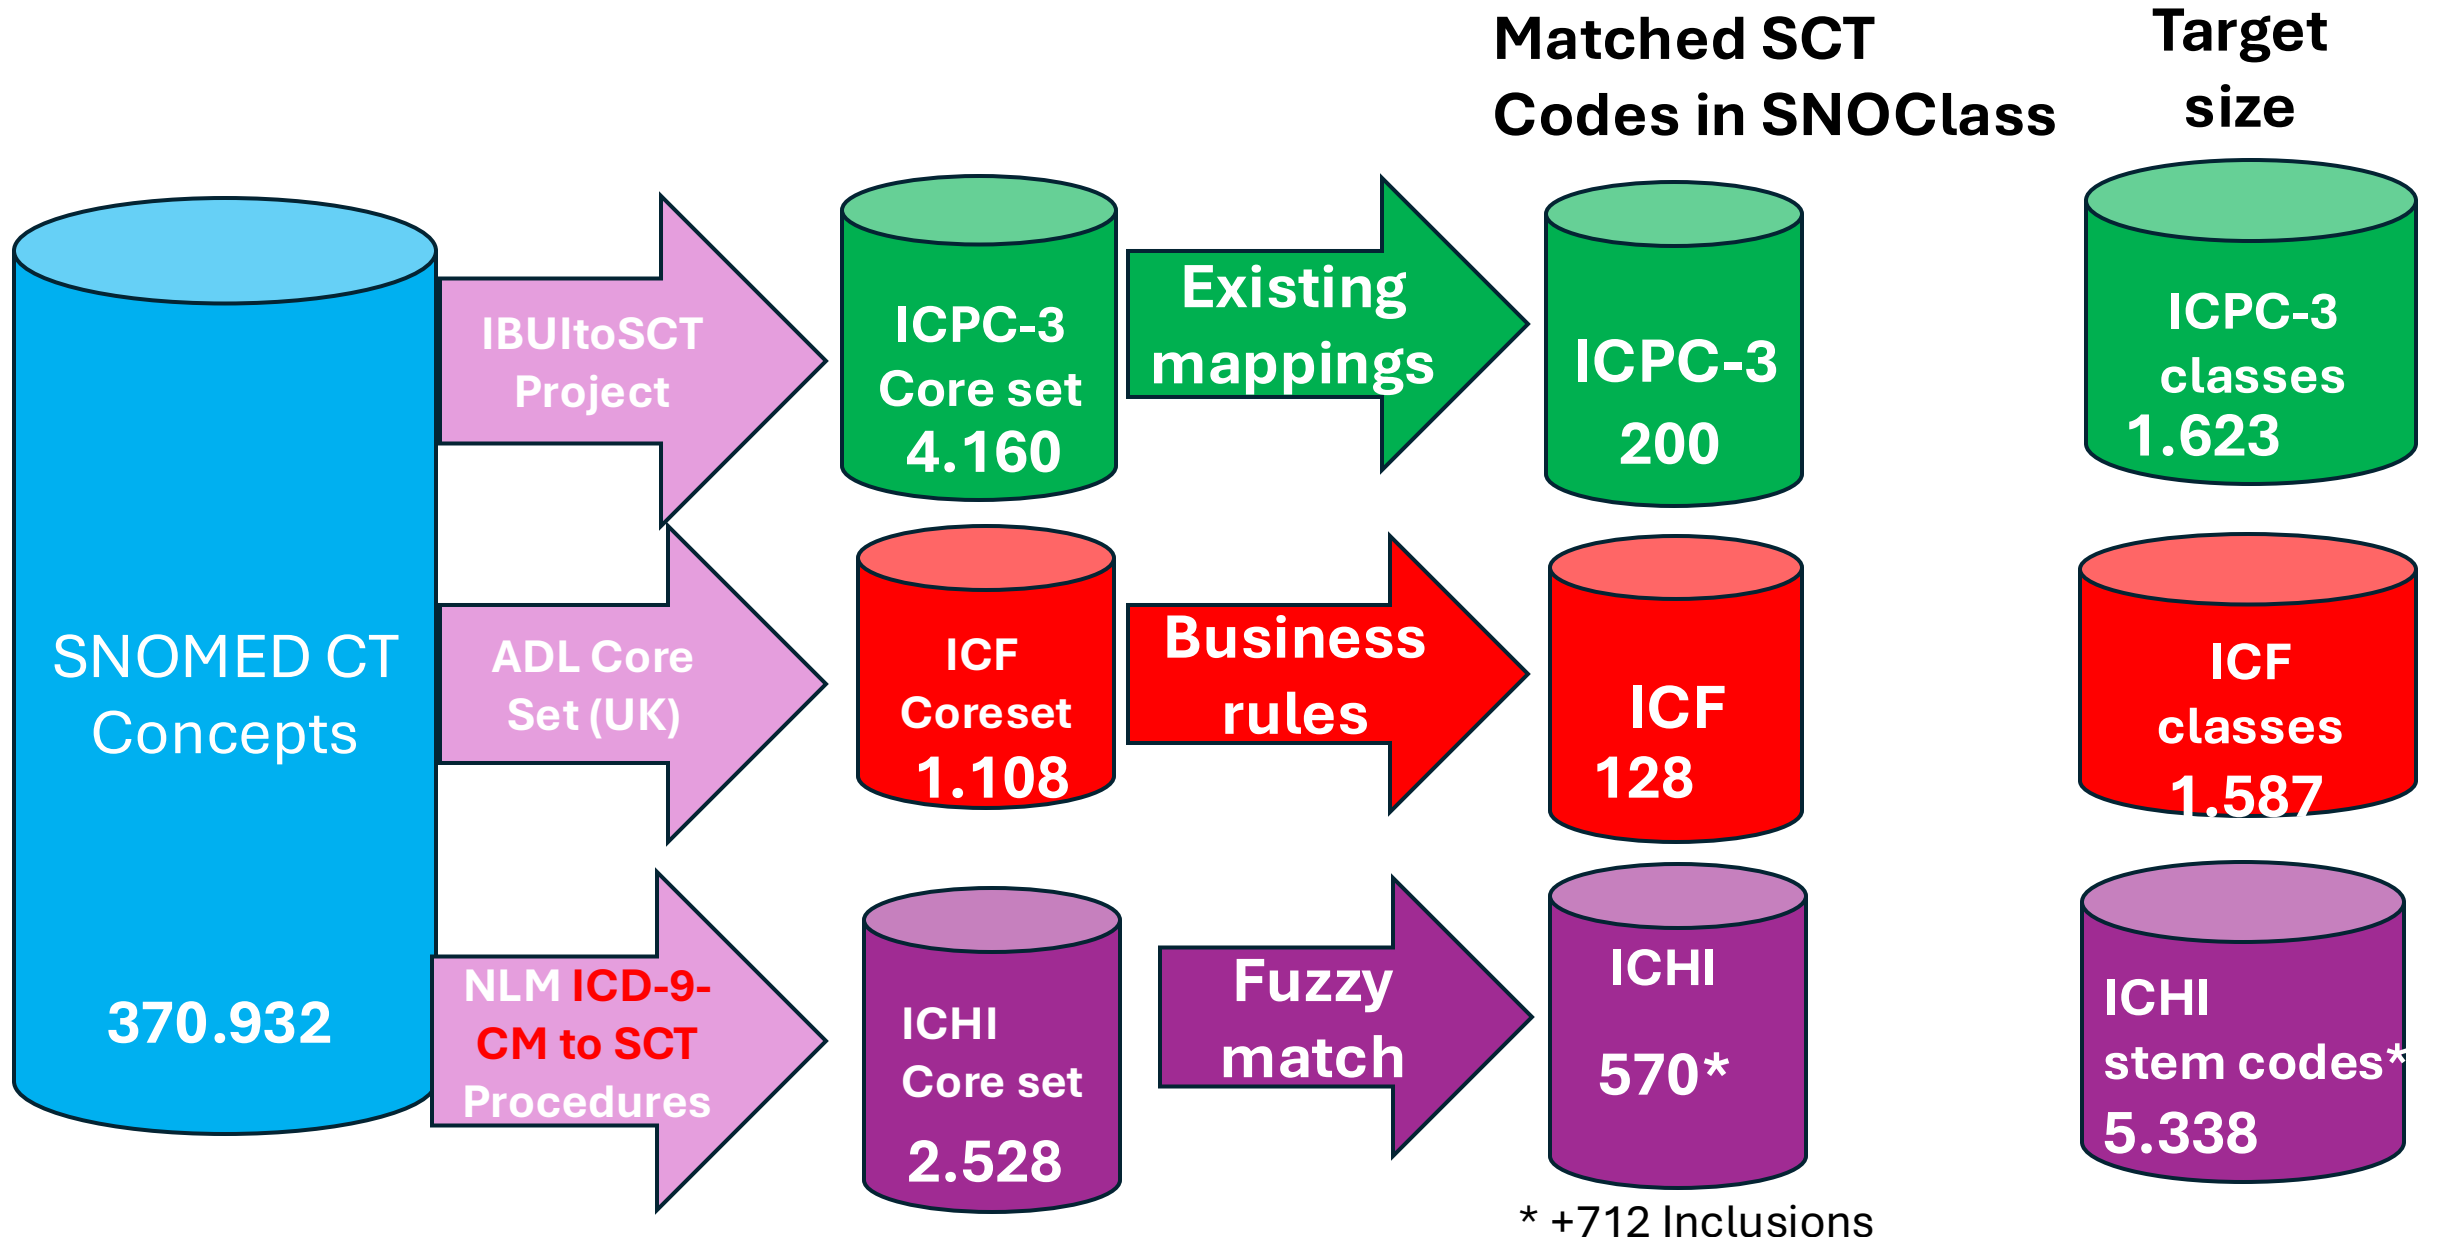 Matched SCT
Codes in SNOClass
Target
size
SNOMED CT
Concepts
370.932
IBUItoSCT
Project
ICPC-3
Core set
4.160
Existing
mappings
ICPC-3
200
ICPC-3
classes
1.623
ADL Core
Set (UK)
ICF
Coreset
1.108
Business
rules
ICF
128
ICF
classes
1.587
NLM ICD-9-
CM to SCT
Procedures
ICHI
Core set
2.528
Fuzzy
match
ICHI
570*
ICHI
stem codes*
5.338
* +712 Inclusions